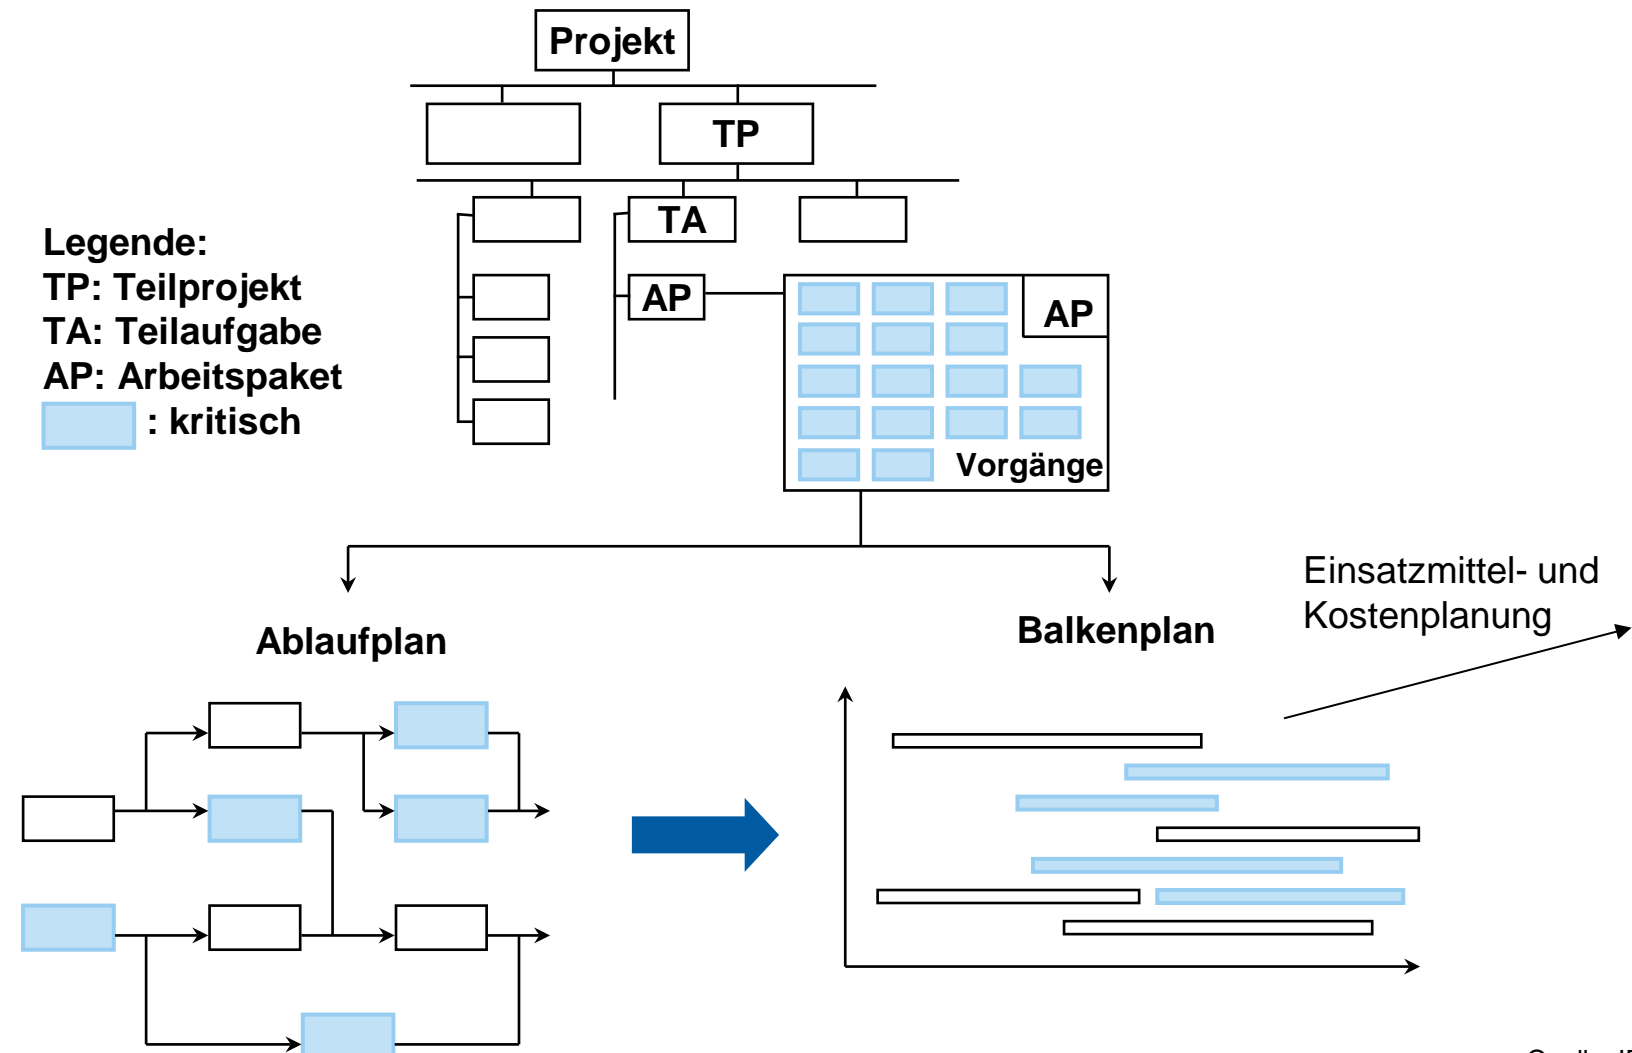 Projekt
TP
TA
Legende:
TP: Teilprojekt
TA: Teilaufgabe
AP: Arbeitspaket
: kritisch
AP
AP
Vorgänge
Einsatzmittel- und
Kostenplanung
Ablaufplan
Balkenplan